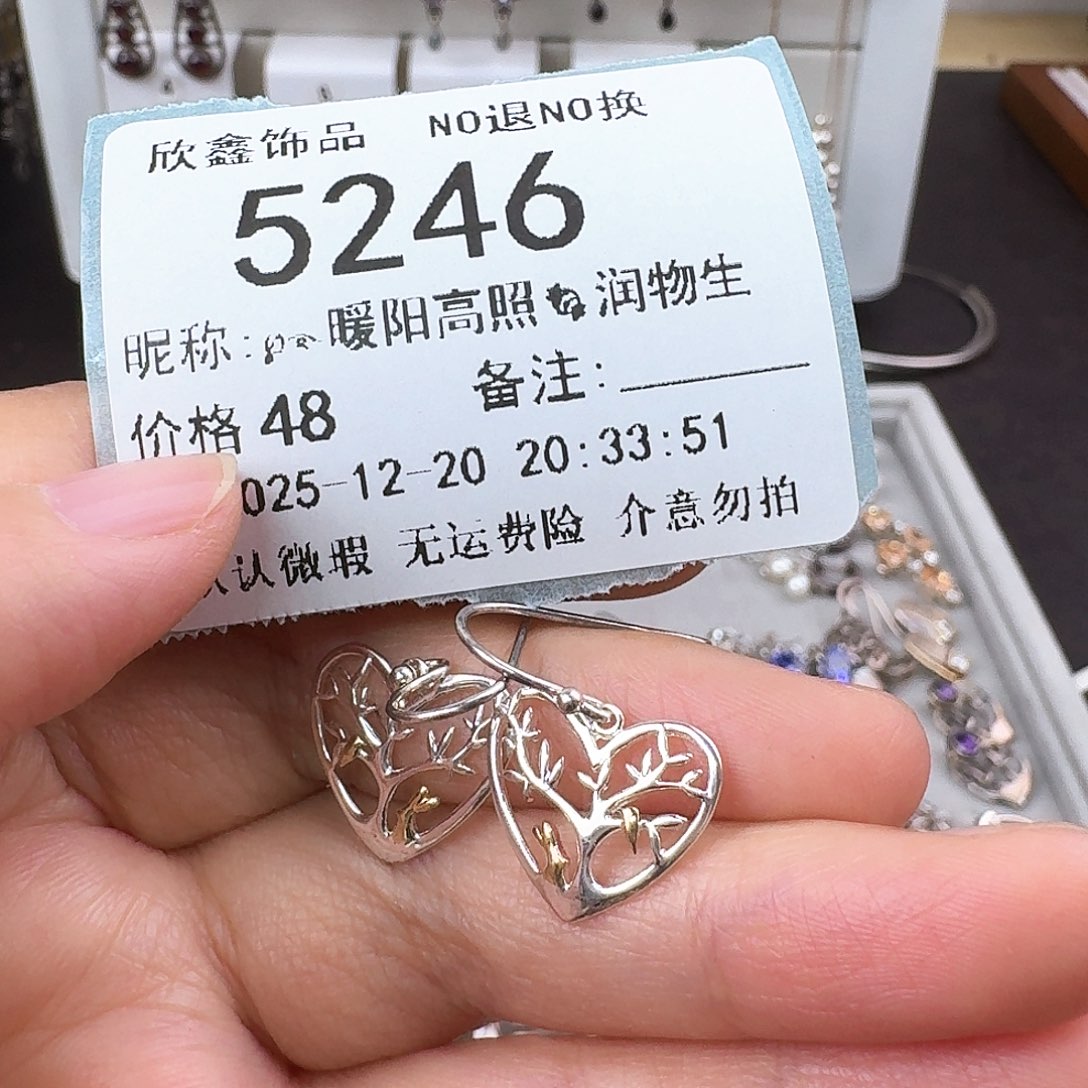 欣鑫饰品 NO退NO换
5246
昵称: 暖阳高照 润物生
价格 48 备注:
025-12-20 20:33:51
认微瑕 无运费险 介意勿拍